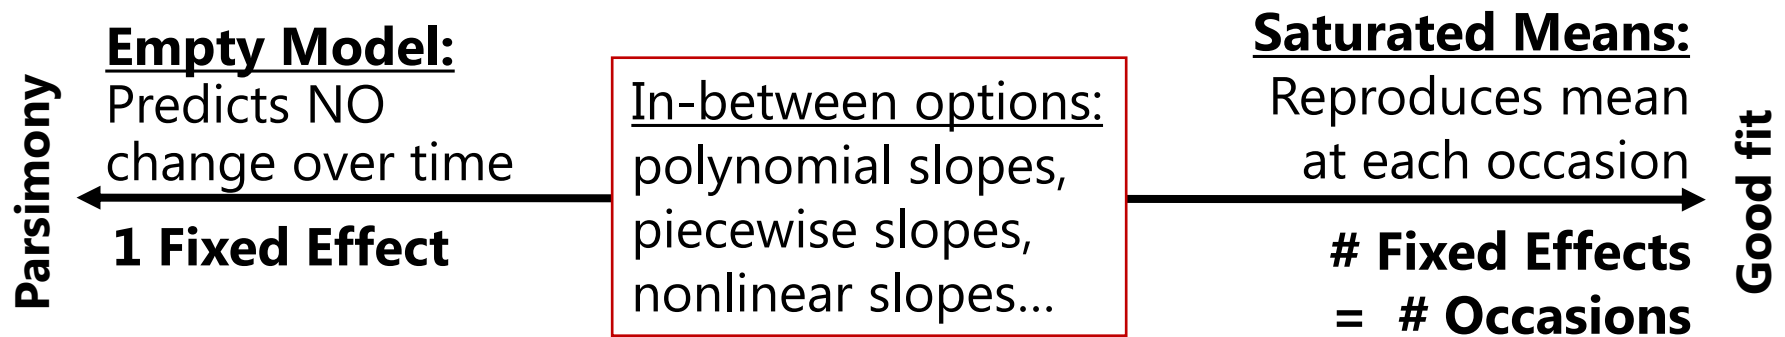 Parsimony
Empty Model:
Predicts NO
change over time
1 Fixed Effect
In-between options:
polynomial slopes,
piecewise slopes,
nonlinear slopes…
Saturated Means:
Reproduces mean
at each occasion
# Fixed Effects
= # Occasions
Good fit